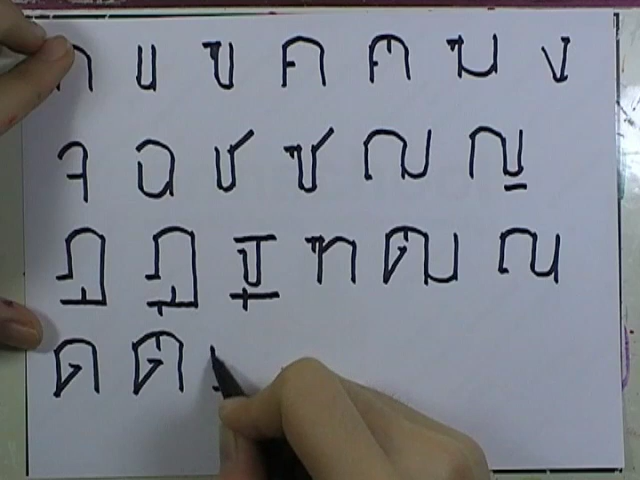 ก ข ฃ ค ฅ ฆ ง
จ ฉ ช ซ ฌ ญ
ฎ ฏ ฐ ฑ ฒ ณ
ด ต